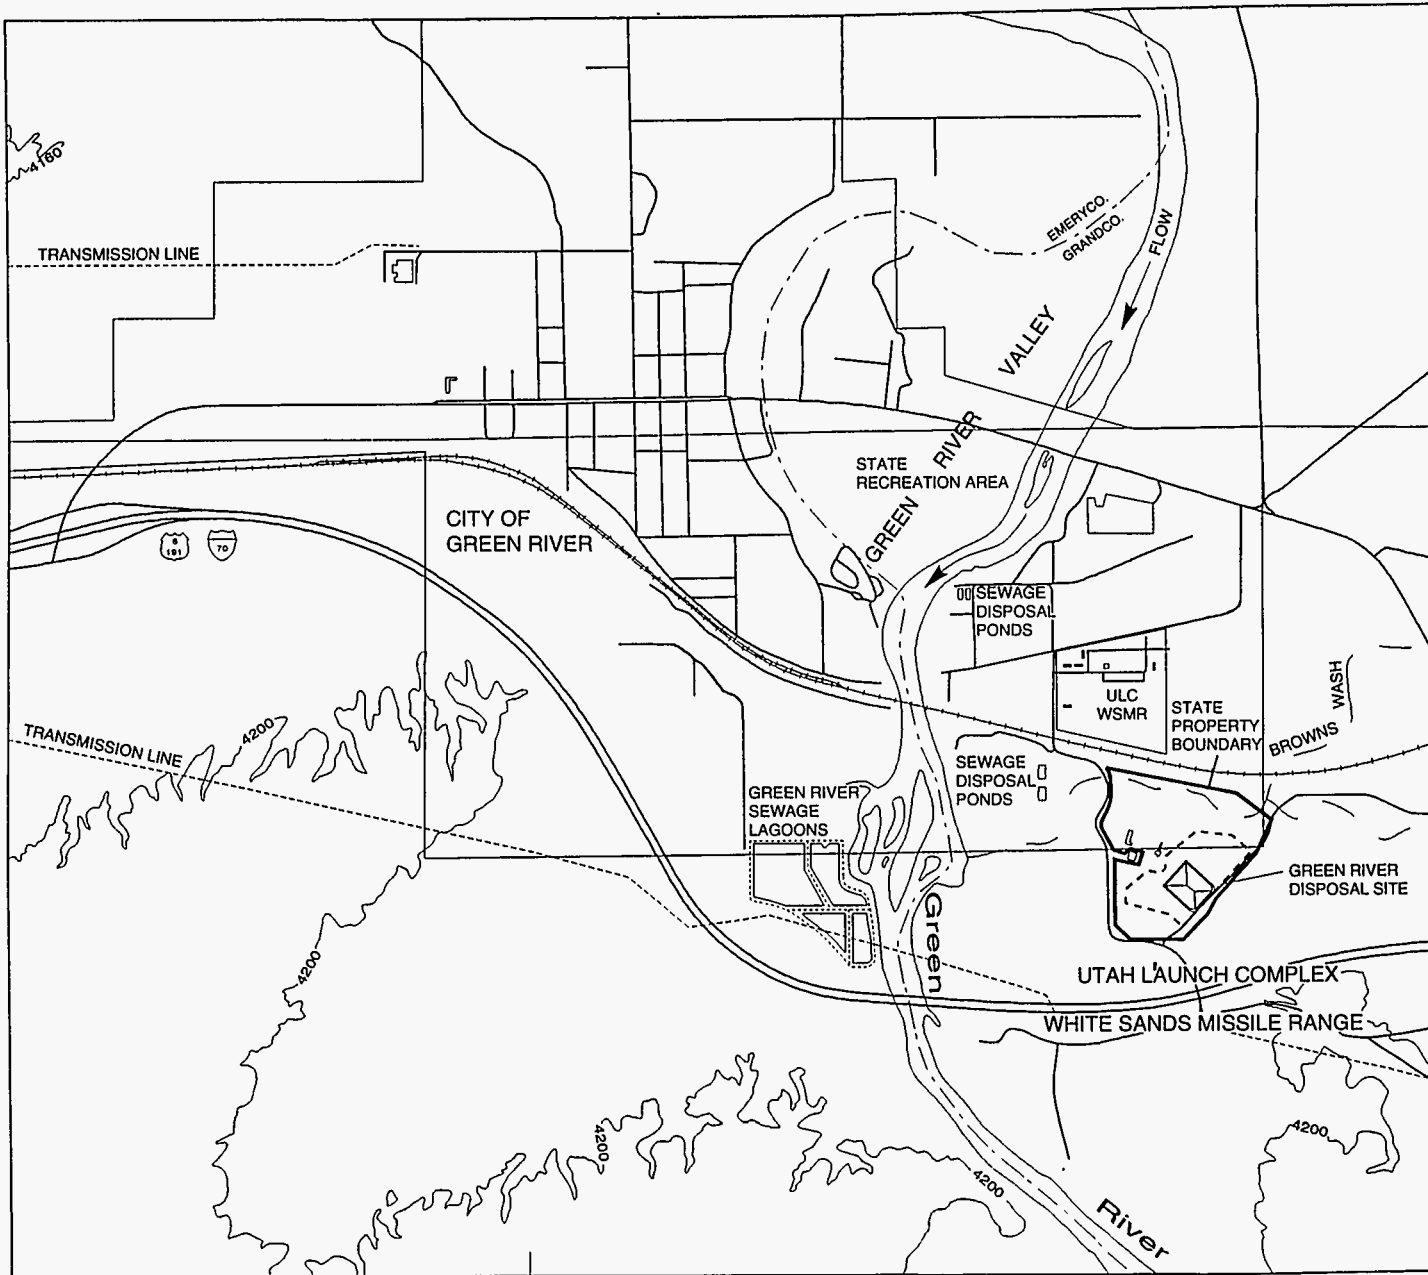 4160
TRANSMISSION LINE
EMERYCO.
GRANDCO.
FLOW
VALLEY
RIVER
GREEN
STATE
RECREATION AREA
CITY OF
GREEN RIVER
6
191
70
SEWAGE
DISPOSAL
PONDS
ULC
WSMR
STATE
PROPERTY
BOUNDARY
WASH
BROWNS
4200
TRANSMISSION LINE
SEWAGE
DISPOSAL
PONDS
GREEN RIVER
SEWAGE
LAGOONS
GREEN RIVER
DISPOSAL SITE
Green
4200
UTAH LAUNCH COMPLEX
WHITE SANDS MISSILE RANGE
4200
4200
4200
River